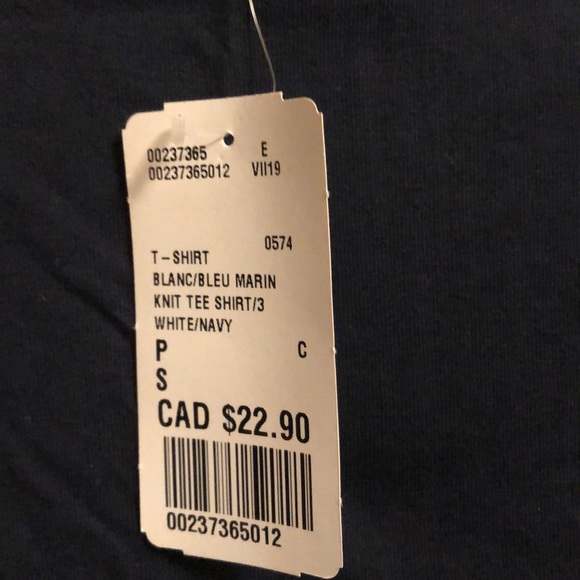 00237365 E
00237365012 VII19
0574
T-SHIRT
BLANC/BLEU MARIN
KNIT TEE SHIRT/3
WHITE/NAVY
P C
S
CAD $22.90
00237365012